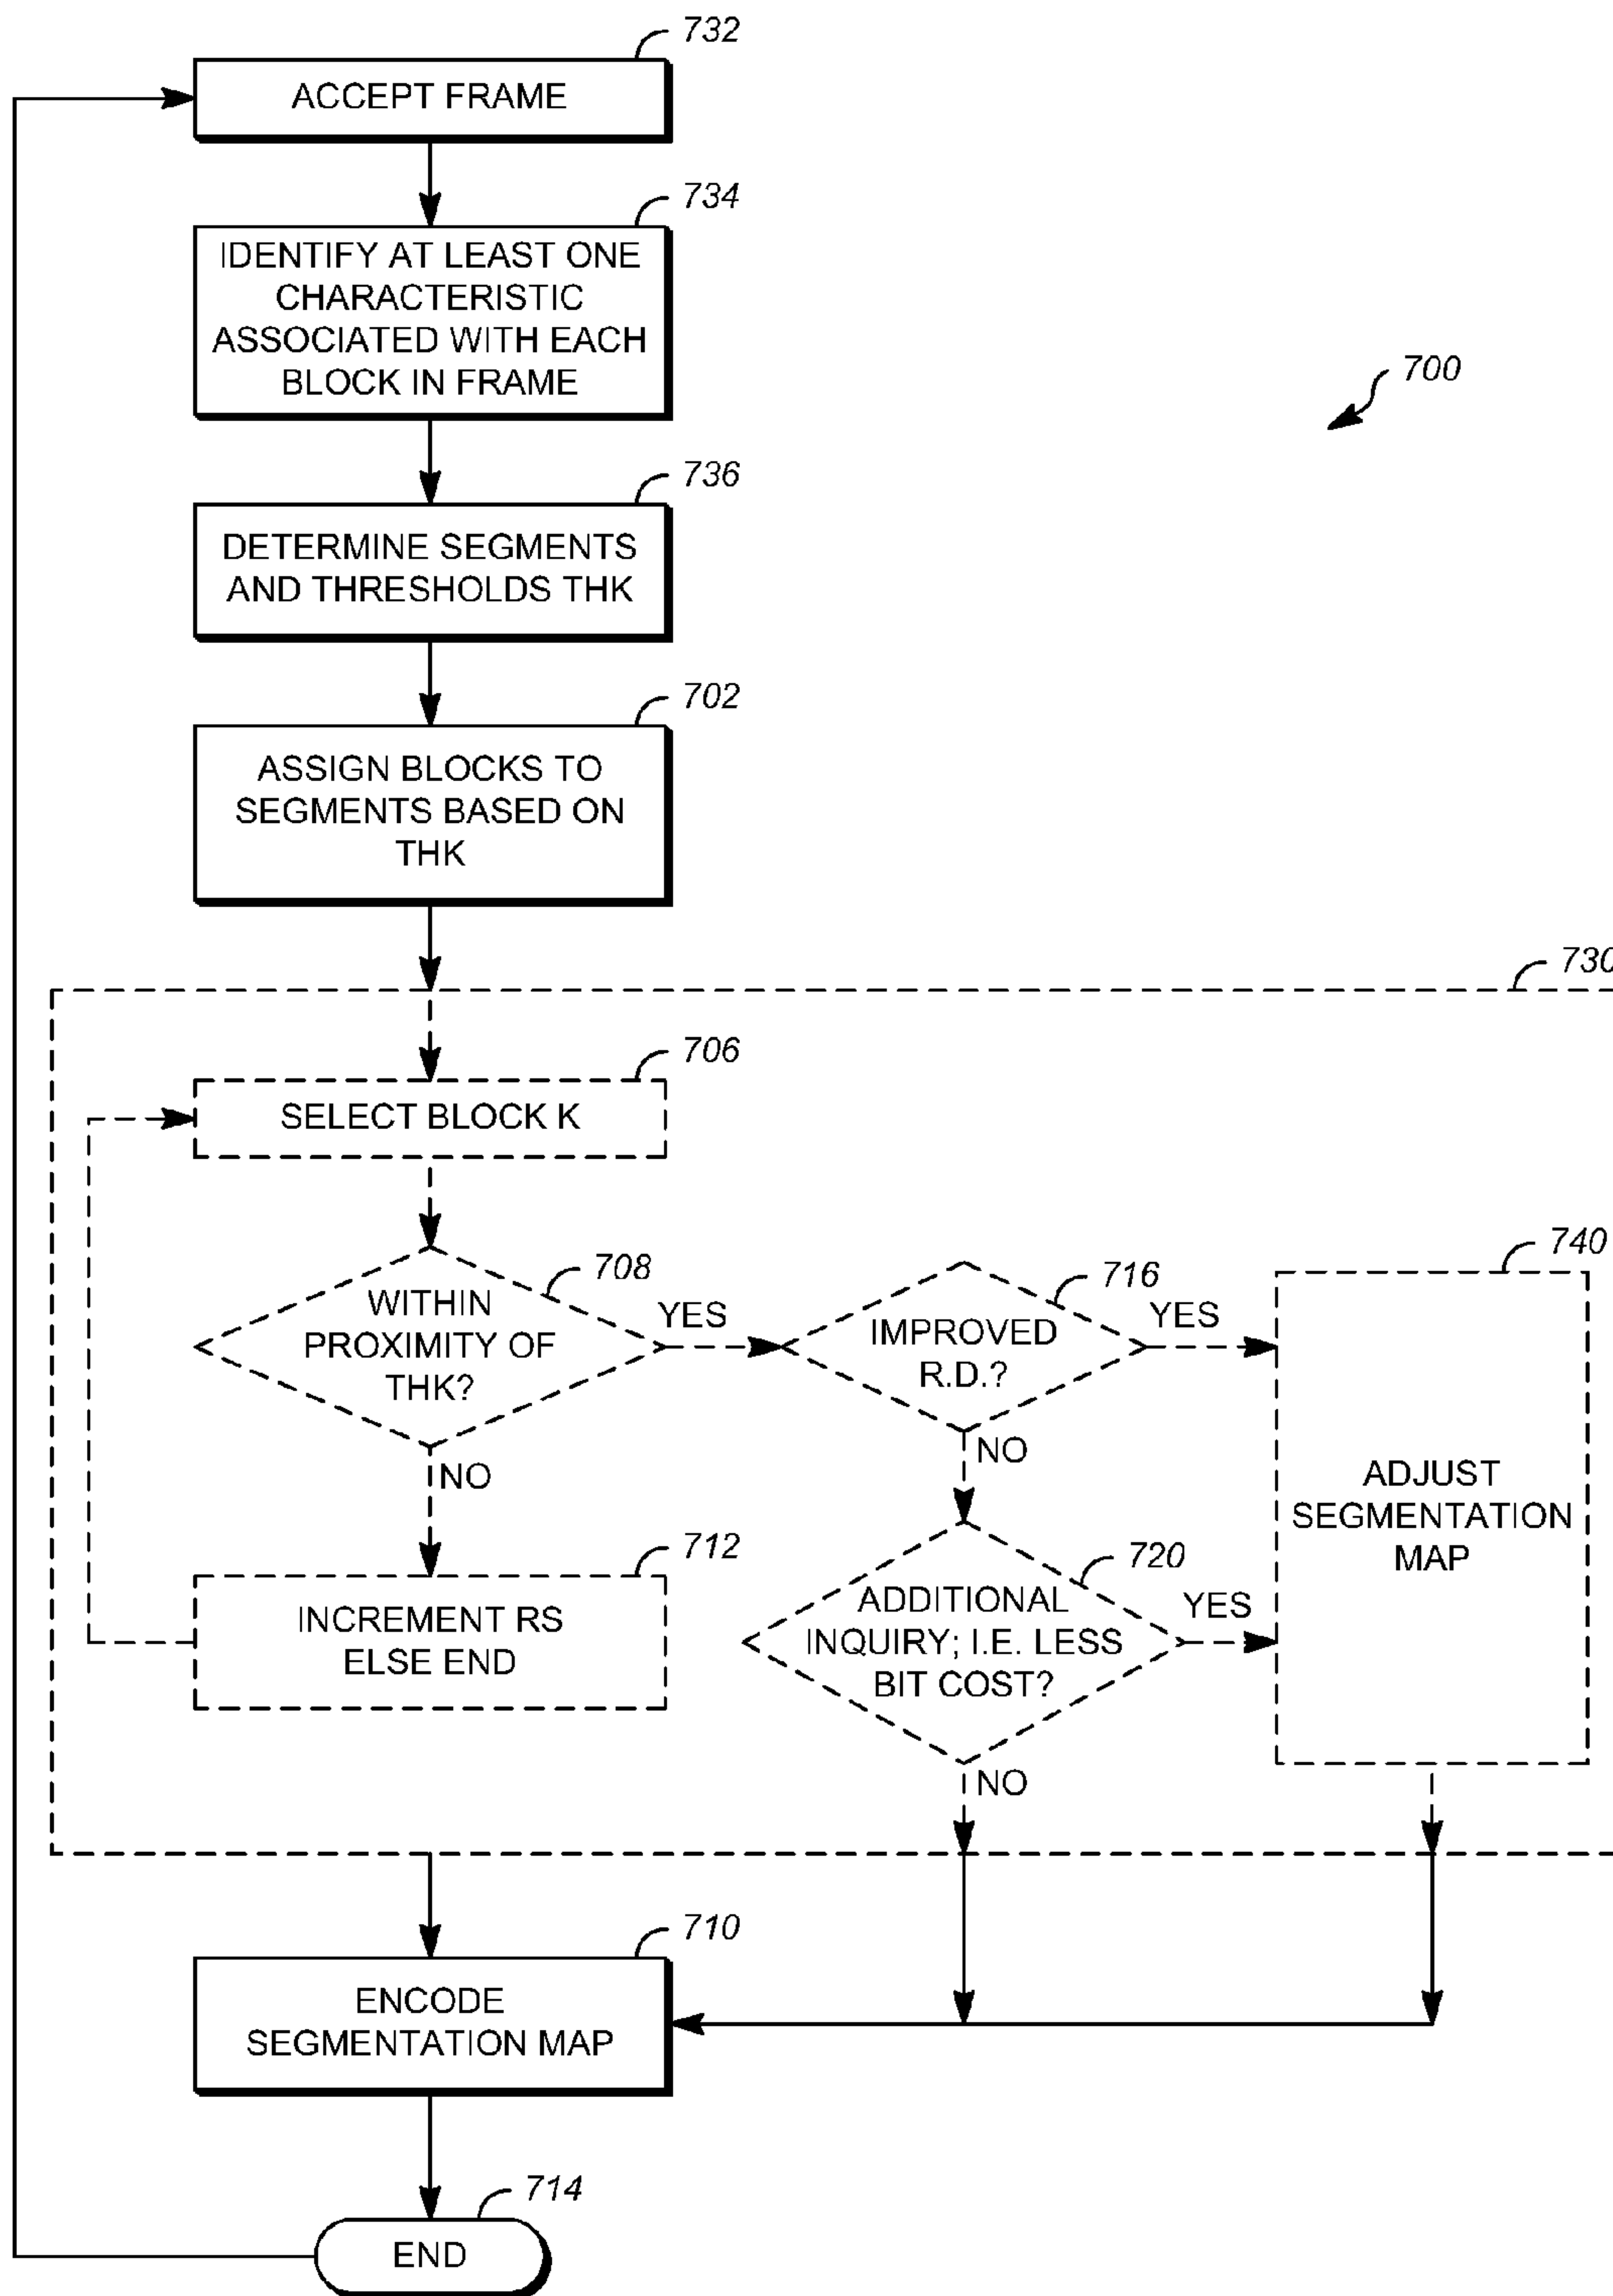 732
ACCEPT FRAME
734
IDENTIFY AT LEAST ONE
CHARACTERISTIC
ASSOCIATED WITH EACH
BLOCK IN FRAME
700
736
DETERMINE SEGMENTS
AND THRESHOLDS THK
702
ASSIGN BLOCKS TO
SEGMENTS BASED ON
THK
730
706
SELECT BLOCK K
708
WITHIN
PROXIMITY OF
THK?
YES
NO
716
IMPROVED
R.D.?
YES
NO
740
ADJUST
SEGMENTATION
MAP
712
INCREMENT RS
ELSE END
720
ADDITIONAL
INQUIRY; I.E. LESS
BIT COST?
YES
NO
710
ENCODE
SEGMENTATION MAP
714
END